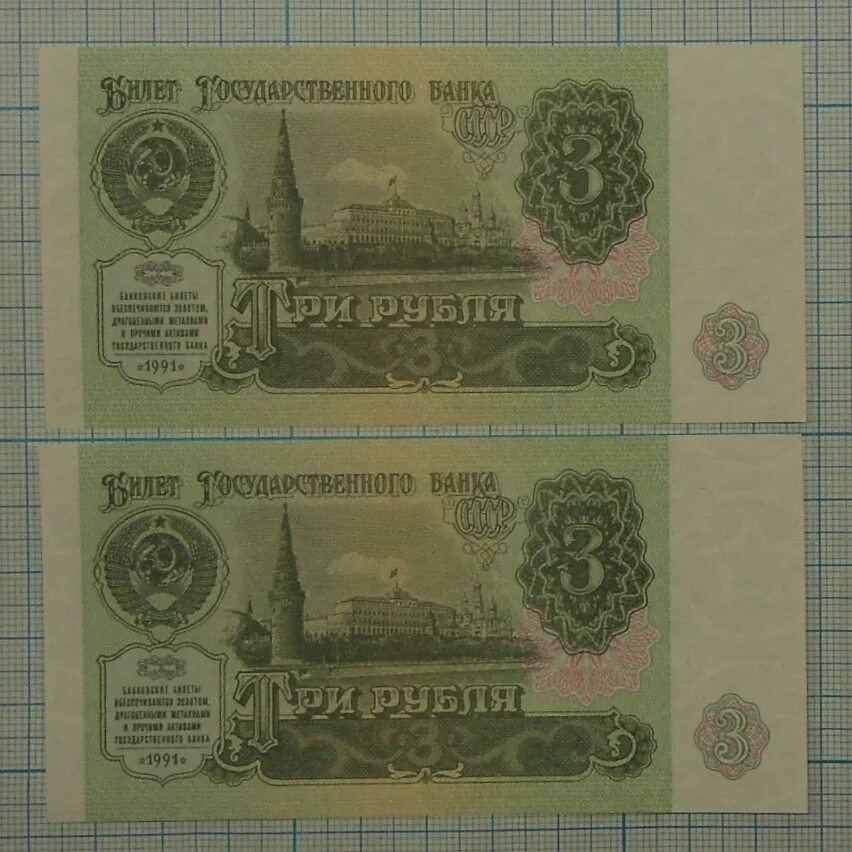 Билет Государственного Банка
СССР
3
Банковские билеты
обеспечиваются золотом,
драгоценными металлами
и прочими активами
Государственного банка
*1991*
Три рубля
3
3
Билет Государственного Банка
СССР
3
Банковские билеты
обеспечиваются золотом,
драгоценными металлами
и прочими активами
Государственного банка
*1991*
Три рубля
3
3